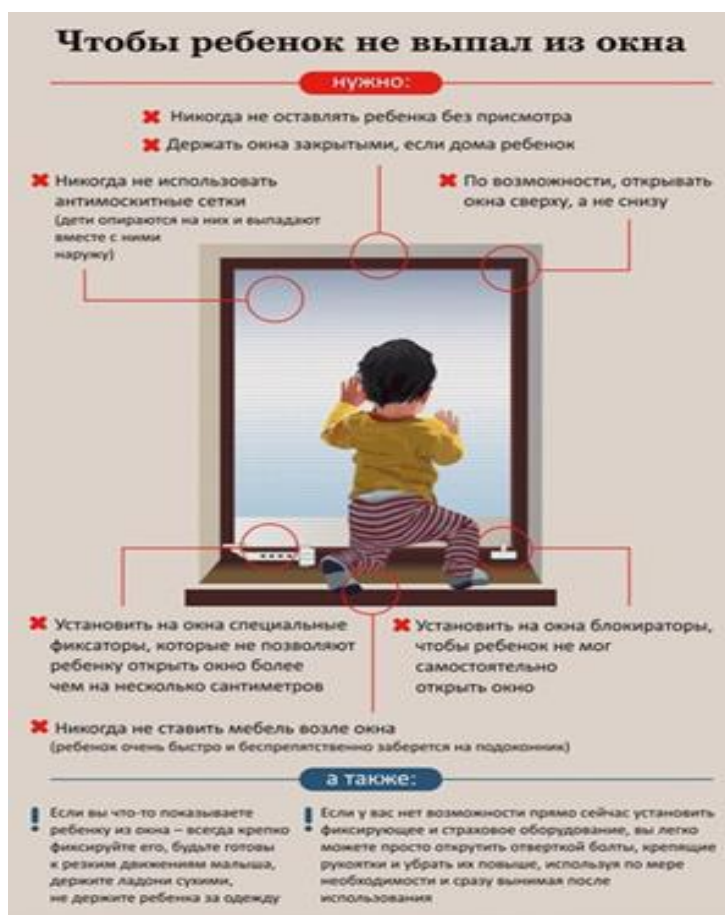 Чтобы ребенок не выпал из окна
нужно:
Никогда не оставлять ребенка без присмотра
Держать окна закрытыми, если дома ребенок
Никогда не использовать
антимоскитные сетки
(дети опираются на них и выпадают
вместе с ними
наружу)
По возможности, открывать
окна сверху, а не снизу
Установить на окна специальные
фиксаторы, которые не позволяют
ребенку открыть окно более
чем на несколько сантиметров
Установить на окна блокираторы,
чтобы ребенок не мог
самостоятельно
открыть окно
Никогда не ставить мебель возле окна
(ребенок очень быстро и беспрепятственно заберется на подоконник)
а также:
Если вы что-то показываете
ребенку из окна – всегда крепко
фиксируйте его, будьте готовы
к резким движениям малыша,
держите ладони сухими,
не держите ребенка за одежду
Если у вас нет возможности прямо сейчас установить
фиксирующее и страховое оборудование, вы легко
можете просто открутить отверткой болты, крепящие
рукоятки и убрать их повыше, используя по мере
необходимости и сразу вынимая после
использования